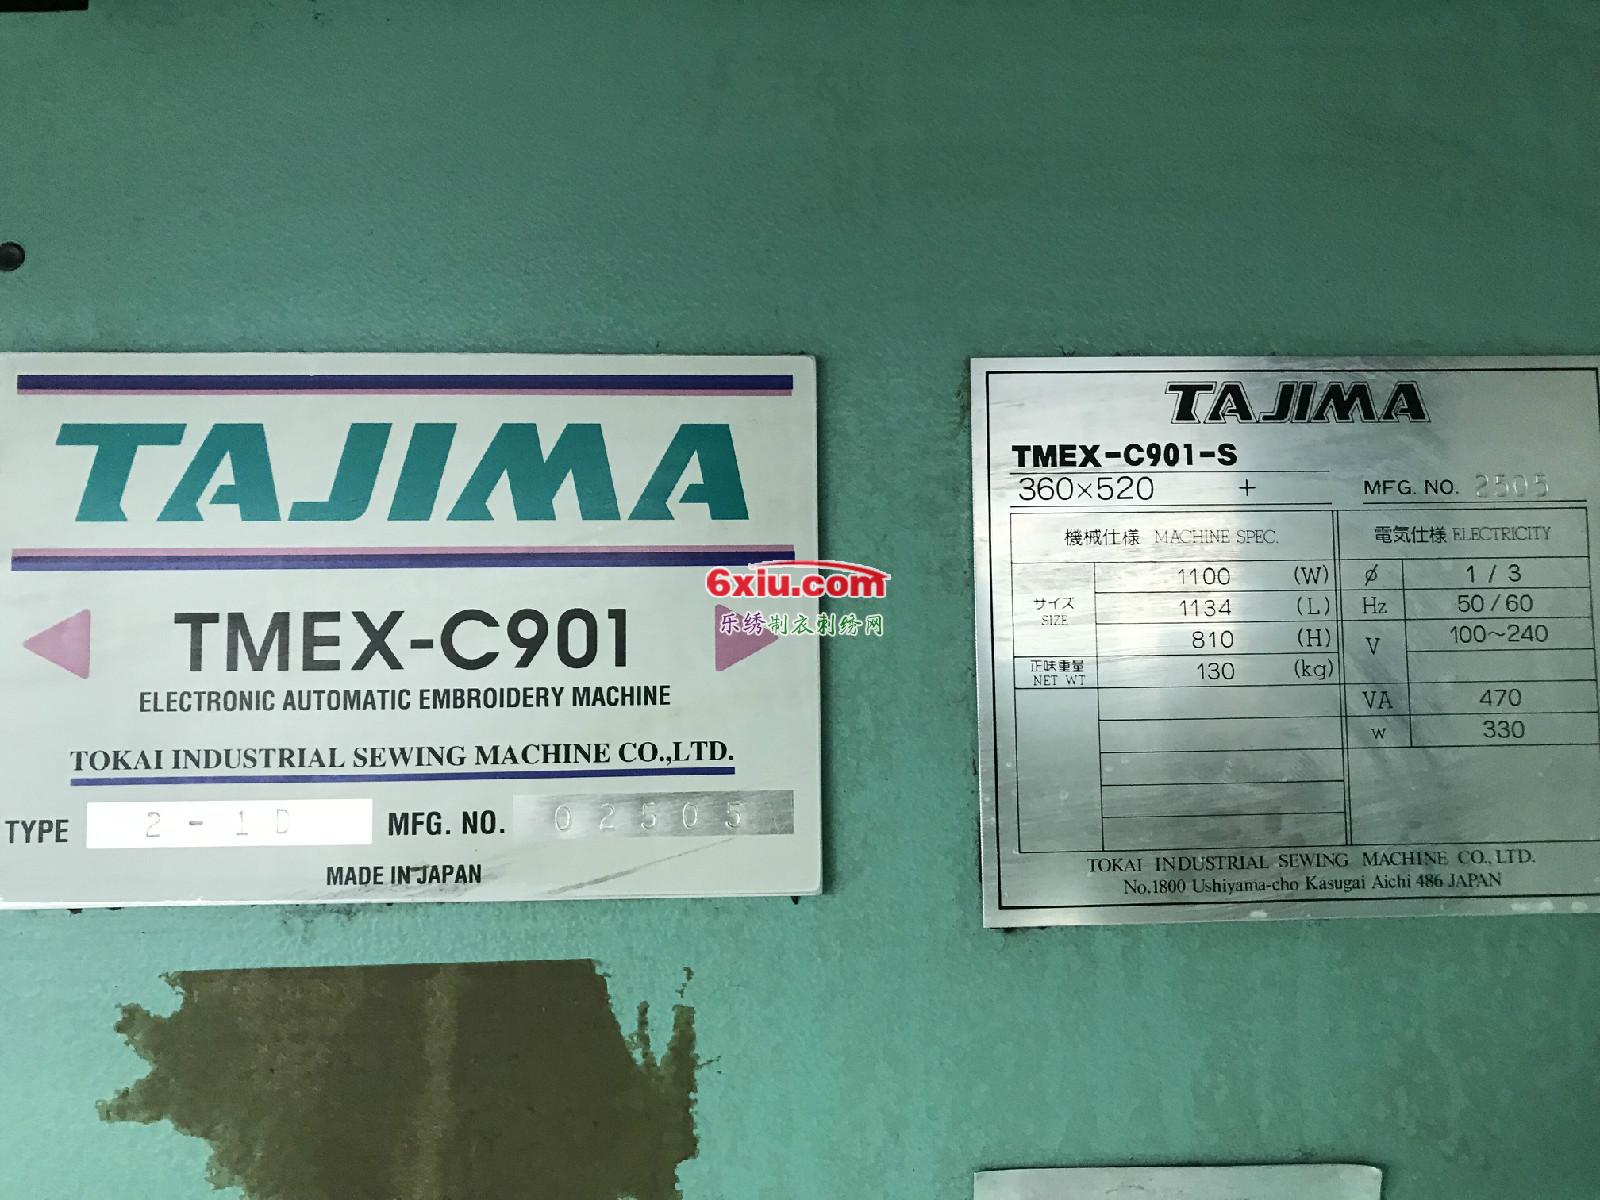 TAJIMA
TMEX-C901
ELECTRONIC AUTOMATIC EMBROIDERY MACHINE
TOKAI INDUSTRIAL SEWING MACHINE CO.,LTD.
TYPE 2-1D MFG. NO. 02505
MADE IN JAPAN
6xiu.com
乐绣制衣刺绣网
TAJIMA
TMEX-C901-S
360×520 + MFG. NO. 2505
機械仕様 MACHINE SPEC. 電気仕様 ELECTRICITY
サイズ SIZE 1100 (W) ø 1 / 3
1134 (L) Hz 50/60
810 (H) V 100~240
正味重量 NET WT 130 (kg)
VA 470
W 330
TOKAI INDUSTRIAL SEWING MACHINE CO., LTD.
No.1800 Ushiyama-cho Kasugai Aichi 486 JAPAN